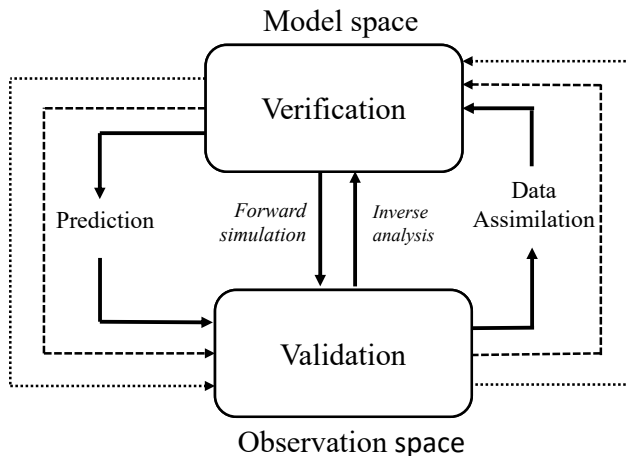 Model space
Verification
Prediction
Forward
simulation
Inverse
analysis
Data
Assimilation
Validation
Observation space